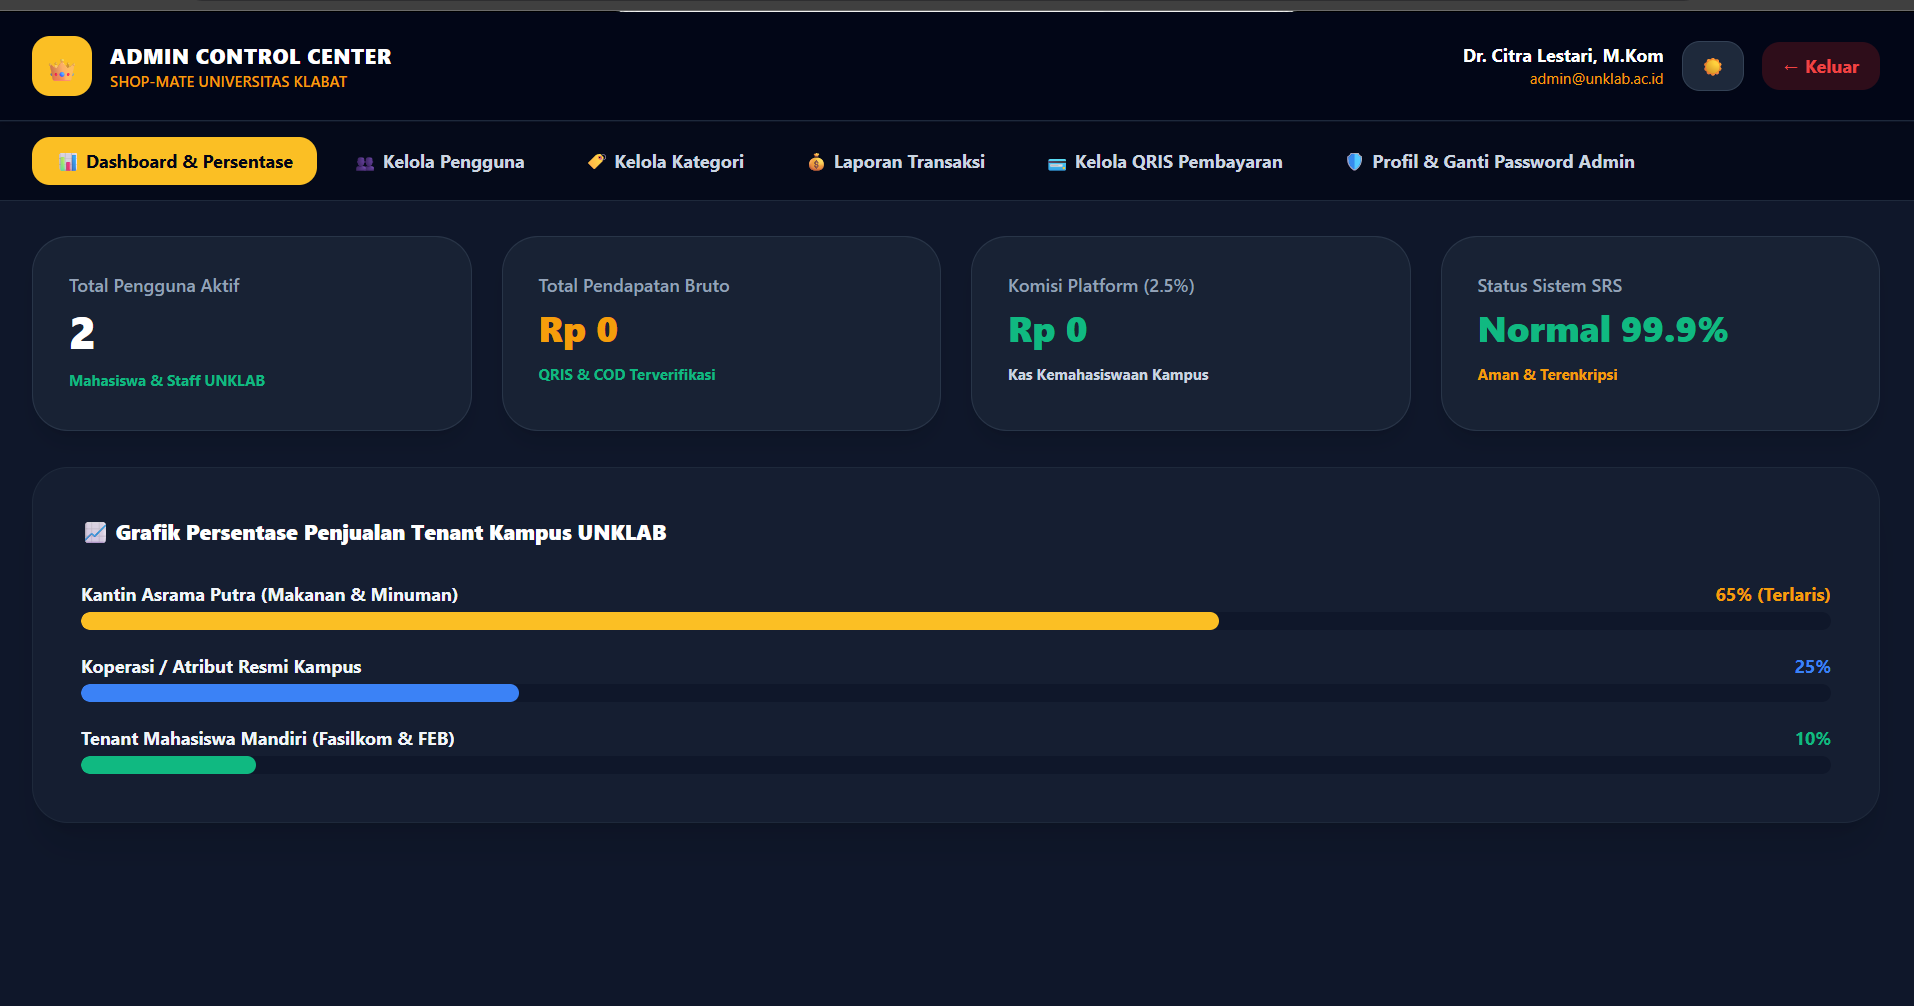 ADMIN CONTROL CENTER
SHOP-MATE UNIVERSITAS KLABAT
Dr. Citra Lestari, M.Kom
admin@unklab.ac.id
← Keluar
Dashboard & Persentase
Kelola Pengguna
Kelola Kategori
Laporan Transaksi
Kelola QRIS Pembayaran
Profil & Ganti Password Admin
Total Pengguna Aktif
2
Mahasiswa & Staff UNKLAB
Total Pendapatan Bruto
Rp 0
QRIS & COD Terverifikasi
Komisi Platform (2.5%)
Rp 0
Kas Kemahasiswaan Kampus
Status Sistem SRS
Normal 99.9%
Aman & Terenkripsi
Grafik Persentase Penjualan Tenant Kampus UNKLAB
Kantin Asrama Putra (Makanan & Minuman)
65% (Terlaris)
Koperasi / Atribut Resmi Kampus
25%
Tenant Mahasiswa Mandiri (Fasilkom & FEB)
10%